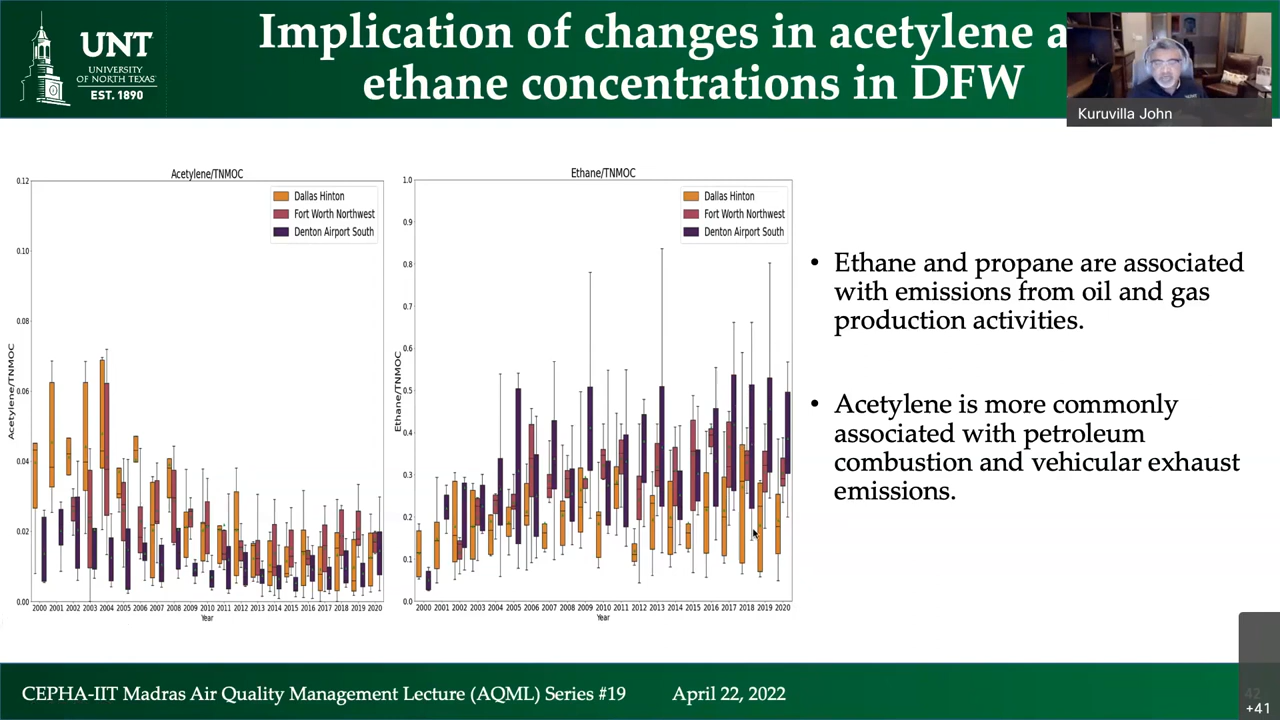 Implication of changes in acetylene a
ethane concentrations in DFW
UNT
UNIVERSITY
OF NORTH TEXAS
EST. 1890
Kuruvilla John
Acetylene/TNMOC
0.12
0.10
0.08
0.06
0.04
0.02
0.00
Acetylene/TNMOC
Dallas Hinton
Fort Worth Northwest
Denton Airport South
2000 2001 2002 2003 2004 2005 2006 2007 2008 2009 2010 2011 2012 2013 2014 2015 2016 2017 2018 2019 2020
Year
Ethane/TNMOC
1.0
0.9
0.8
0.7
0.6
0.5
0.4
0.3
0.2
0.1
0.0
Ethane/TNMOC
Dallas Hinton
Fort Worth Northwest
Denton Airport South
2000 2001 2002 2003 2004 2005 2006 2007 2008 2009 2010 2011 2012 2013 2014 2015 2016 2017 2018 2019 2020
Year
• Ethane and propane are associated
with emissions from oil and gas
production activities.
• Acetylene is more commonly
associated with petroleum
combustion and vehicular exhaust
emissions.
CEPHA-IIT Madras Air Quality Management Lecture (AQML) Series #19 April 22, 2022
42
+41